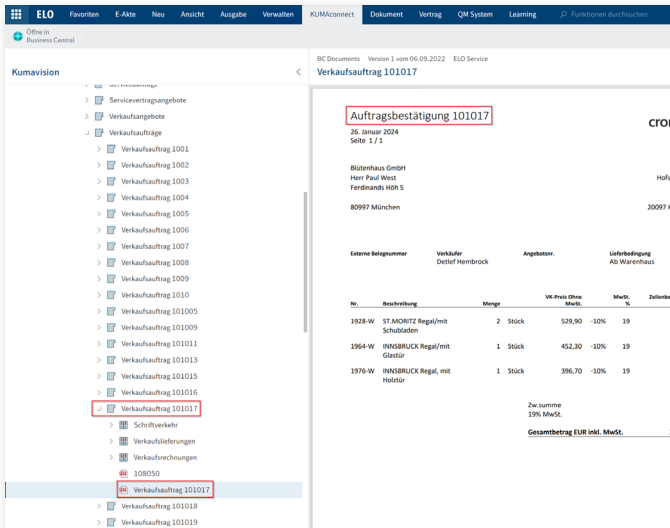 ELO Favoriten E-Akte Neu Ansicht Ausgabe Verwalten KUMAconnect Dokument Vertrag QM System Learning Funktionen durchsuchen
Öffne in
Business Central
Kumavision
Servicevertragsangebote
Verkaufsangebote
Verkaufsaufträge
Verkaufsauftrag 1001
Verkaufsauftrag 1002
Verkaufsauftrag 1003
Verkaufsauftrag 1004
Verkaufsauftrag 1005
Verkaufsauftrag 1006
Verkaufsauftrag 1007
Verkaufsauftrag 1008
Verkaufsauftrag 1009
Verkaufsauftrag 1010
Verkaufsauftrag 101005
Verkaufsauftrag 101009
Verkaufsauftrag 101011
Verkaufsauftrag 101013
Verkaufsauftrag 101015
Verkaufsauftrag 101016
Verkaufsauftrag 101017
Schriftverkehr
Verkaufslieferungen
Verkaufsrechnungen
108050
Verkaufsauftrag 101017
Verkaufsauftrag 101018
Verkaufsauftrag 101019
BC Documents Version 1 vom 06.09.2022 ELO Service
Verkaufsauftrag 101017
Auftragsbestätigung 101017
26. Januar 2024
Seite 1 / 1
Blütenhaus GmbH
Herr Paul West
Ferdinands Höh 5
Hofs
80997 München 20097
Externe Belegnummer Verkäufer Angebotsnr. Lieferbedingung
Detlef Hembrock Ab Warenhaus
VK-Preis Ohne MwSt. Zeilenbe
Nr. Beschreibung Menge MwSt. %
1928-W ST.MORITZ Regal/mit 2 Stück 529,90 -10% 19
Schubladen
1964-W INNSBRUCK Regal/mit 1 Stück 452,30 -10% 19
Glastür
1976-W INNSBRUCK Regal, mit 1 Stück 396,70 -10% 19
Holztür
Zw.summe
19% MwSt.
Gesamtbetrag EUR inkl. MwSt.